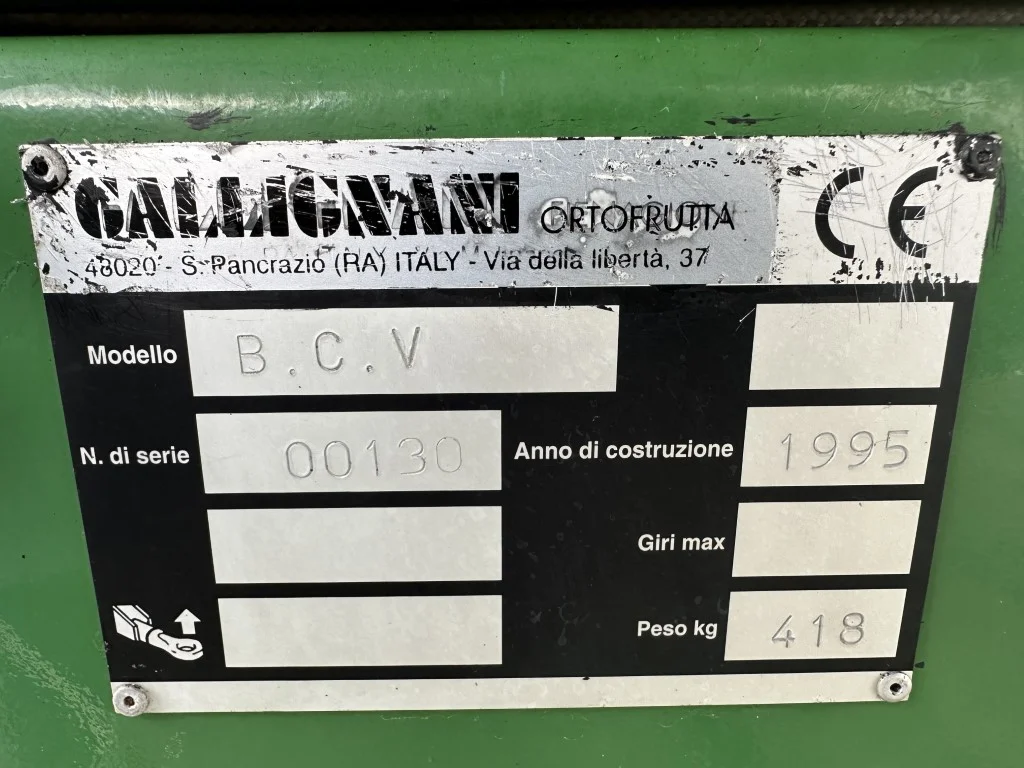 GALLIGNANI ORTOFRUTTA CE
48020 - S. Pancrazio (RA) ITALY - Via della libertà, 37
Modello B.C.V
N. di serie 00130 Anno di costruzione 1995
Giri max
Peso kg 418